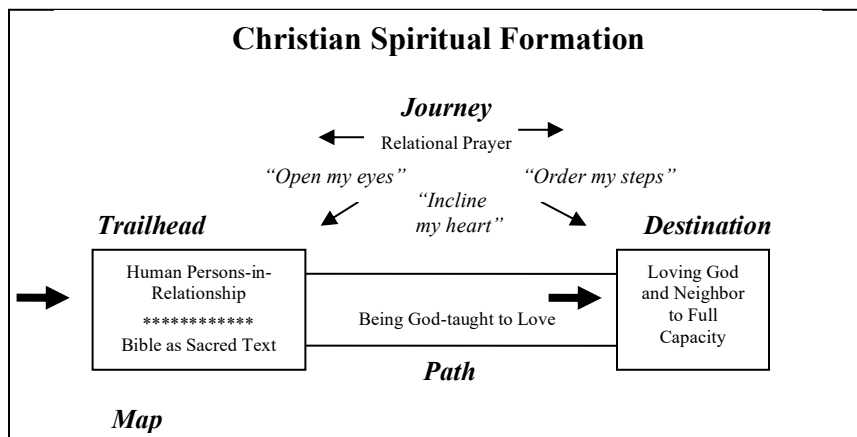 Christian Spiritual Formation
Journey
Relational Prayer
“Open my eyes”
“Order my steps”
“Incline
my heart”
Trailhead
Destination
Human Persons-in-
Relationship
************
Bible as Sacred Text
Being God-taught to Love
Loving God
and Neighbor
to Full
Capacity
Path
Map